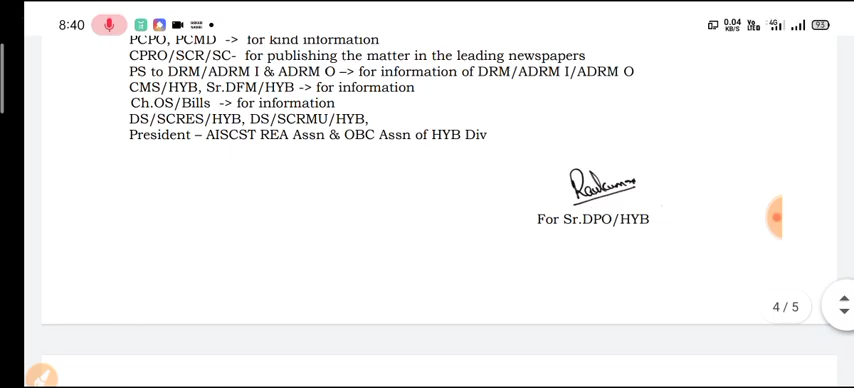 8:40
0.04 KB/S Vo LTED 4G 93
PCPO, PCMD -> for kind information
CPRO/SCR/SC- for publishing the matter in the leading newspapers
PS to DRM/ADRM I & ADRM O –> for information of DRM/ADRM I/ADRM O
CMS/HYB, Sr.DFM/HYB -> for information
Ch.OS/Bills -> for information
DS/SCRES/HYB, DS/SCRMU/HYB,
President – AISCST REA Assn & OBC Assn of HYB Div
For Sr.DPO/HYB
4 / 5